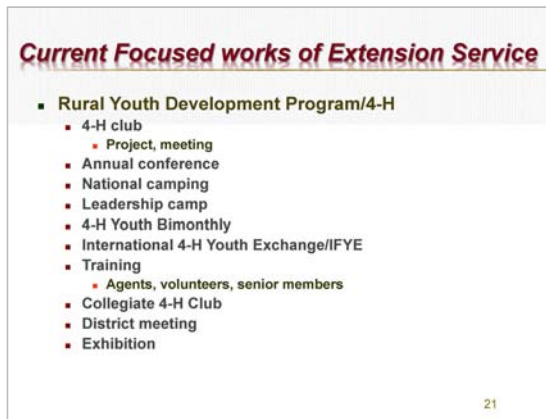 Current Focused works of Extension Service
Rural Youth Development Program/4-H
4-H club
Project, meeting
Annual conference
National camping
Leadership camp
4-H Youth Bimonthly
International 4-H Youth Exchange/IFYE
Training
Agents, volunteers, senior members
Collegiate 4-H Club
District meeting
Exhibition
21